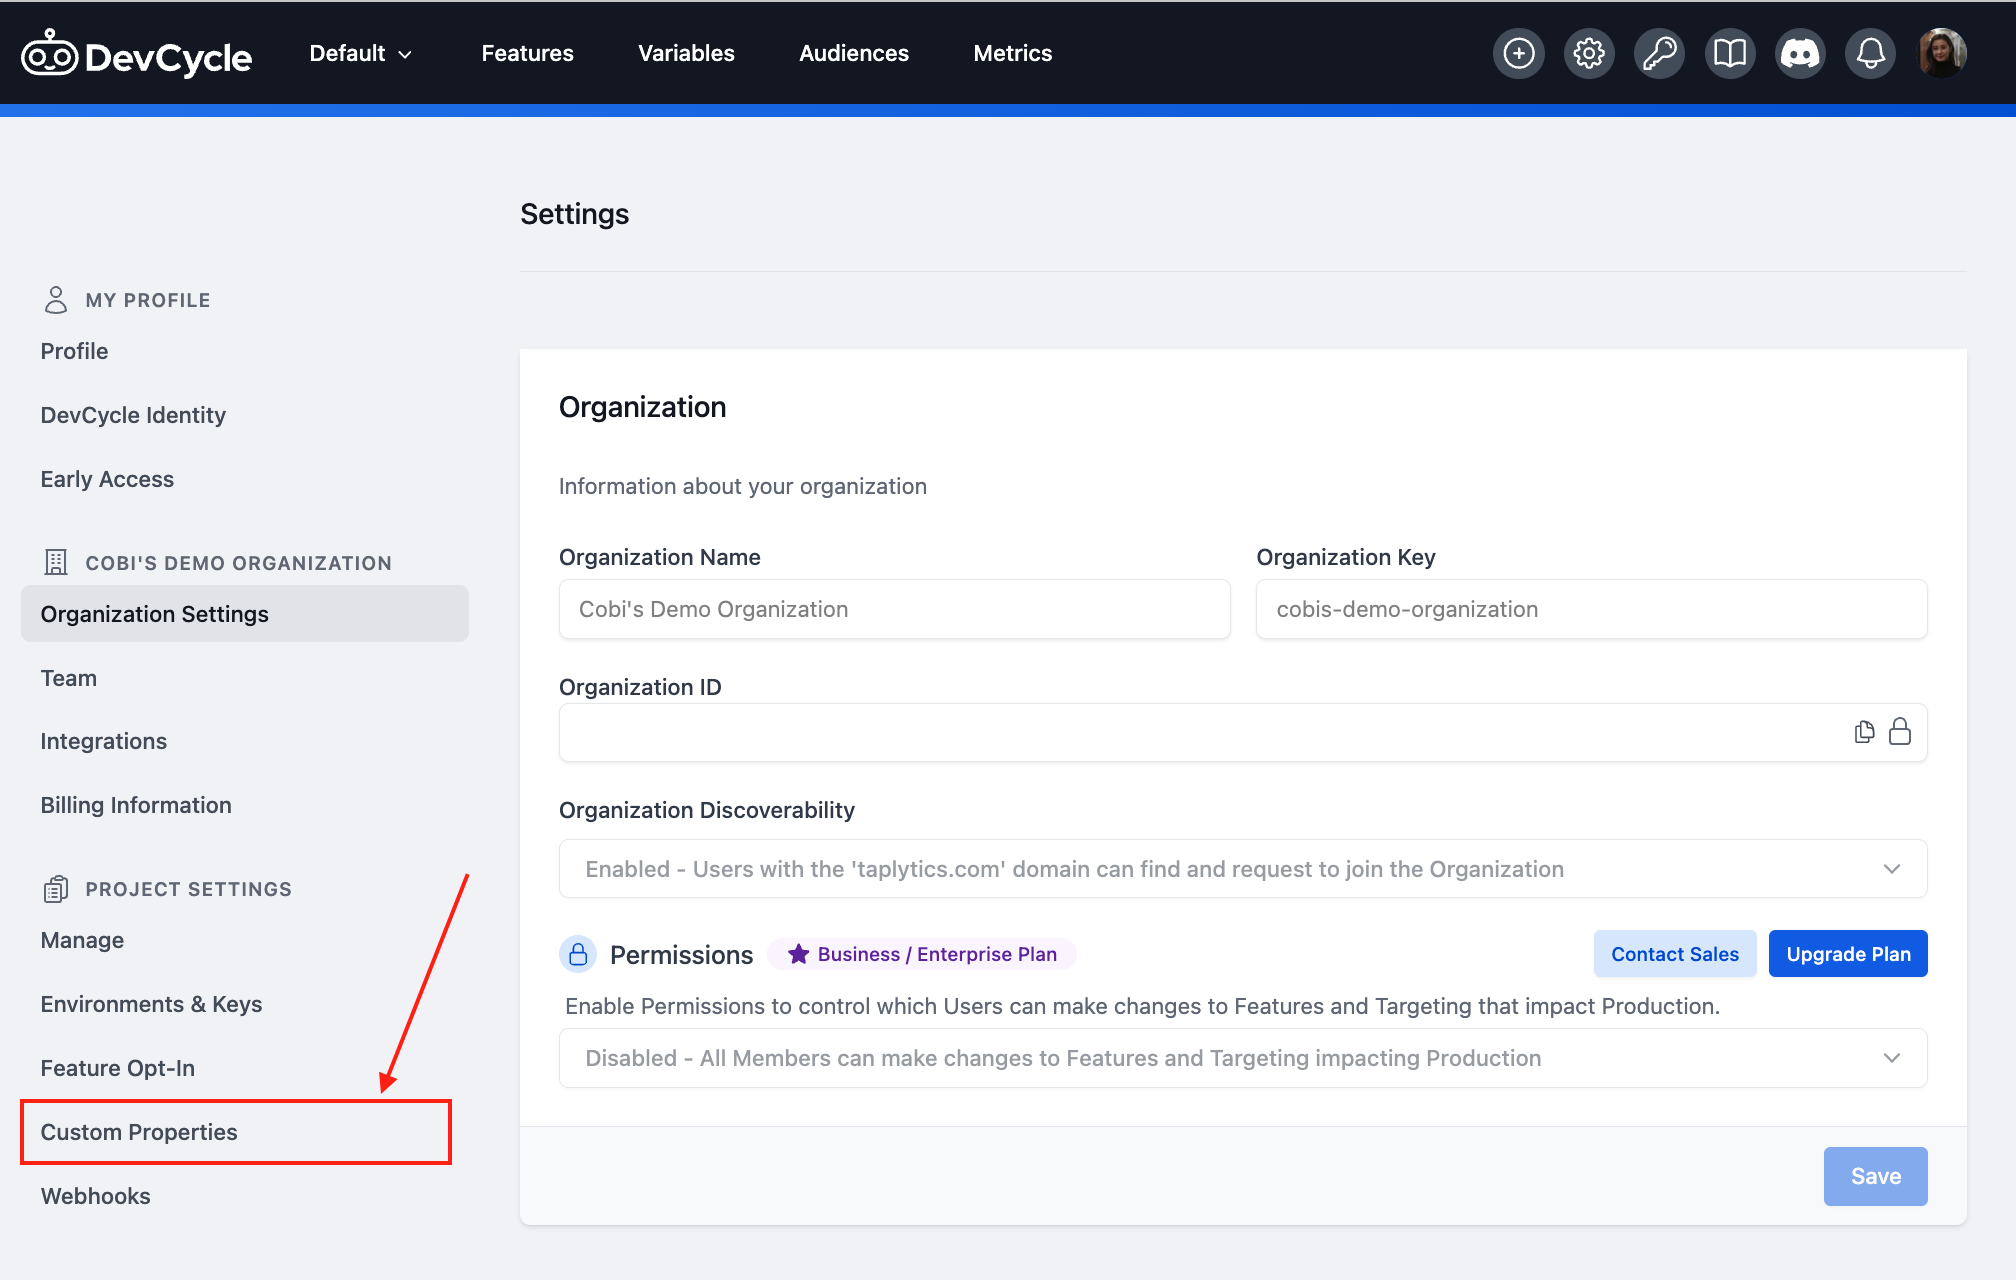 DevCycle
Default
Features
Variables
Audiences
Metrics
Settings
MY PROFILE
Profile
DevCycle Identity
Early Access
COBI'S DEMO ORGANIZATION
Organization Settings
Team
Integrations
Billing Information
PROJECT SETTINGS
Manage
Environments & Keys
Feature Opt-In
Custom Properties
Webhooks
Organization
Information about your organization
Organization Name
Cobi's Demo Organization
Organization Key
cobis-demo-organization
Organization ID
Organization Discoverability
Enabled - Users with the 'taplytics.com' domain can find and request to join the Organization
Permissions
Business / Enterprise Plan
Contact Sales
Upgrade Plan
Enable Permissions to control which Users can make changes to Features and Targeting that impact Production.
Disabled - All Members can make changes to Features and Targeting impacting Production
Save